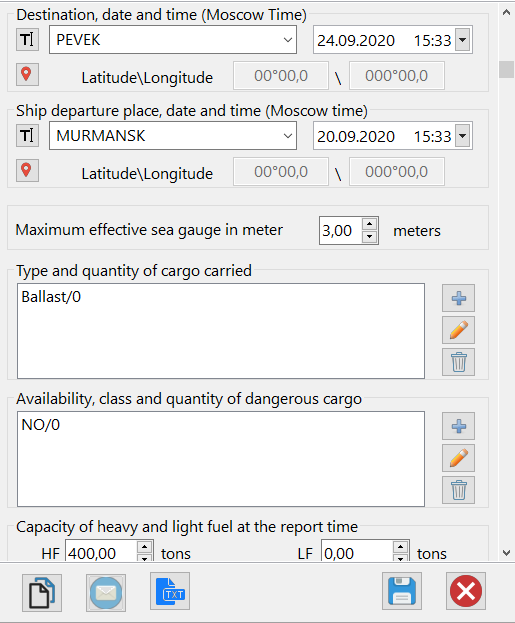 Destination, date and time (Moscow Time)
T PEVEK 24.09.2020 15:33
Latitude\Longitude 00°00,0 \ 000°00,0
Ship departure place, date and time (Moscow time)
T MURMANSK 20.09.2020 15:33
Latitude\Longitude 00°00,0 \ 000°00,0
Maximum effective sea gauge in meter 3,00 meters
Type and quantity of cargo carried
Ballast/0
Availability, class and quantity of dangerous cargo
NO/0
Capacity of heavy and light fuel at the report time
HF 400,00 tons LF 0,00 tons
TXT